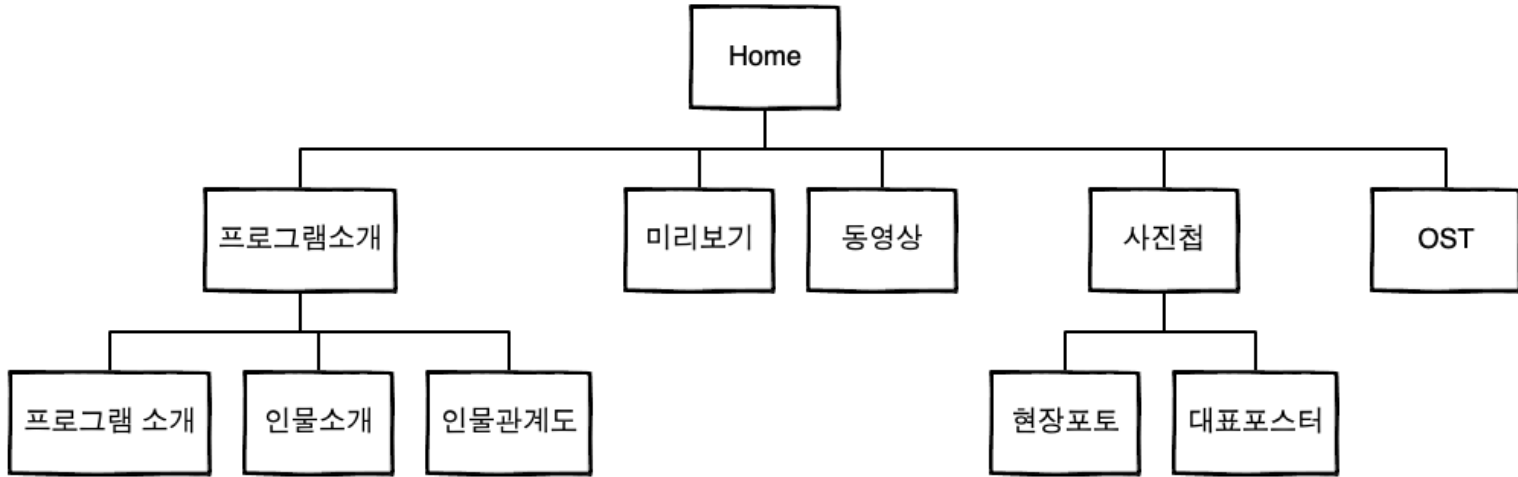 Home
프로그램소개
미리보기
동영상
사진첩
OST
프로그램 소개
인물소개
인물관계도
현장포토
대표포스터